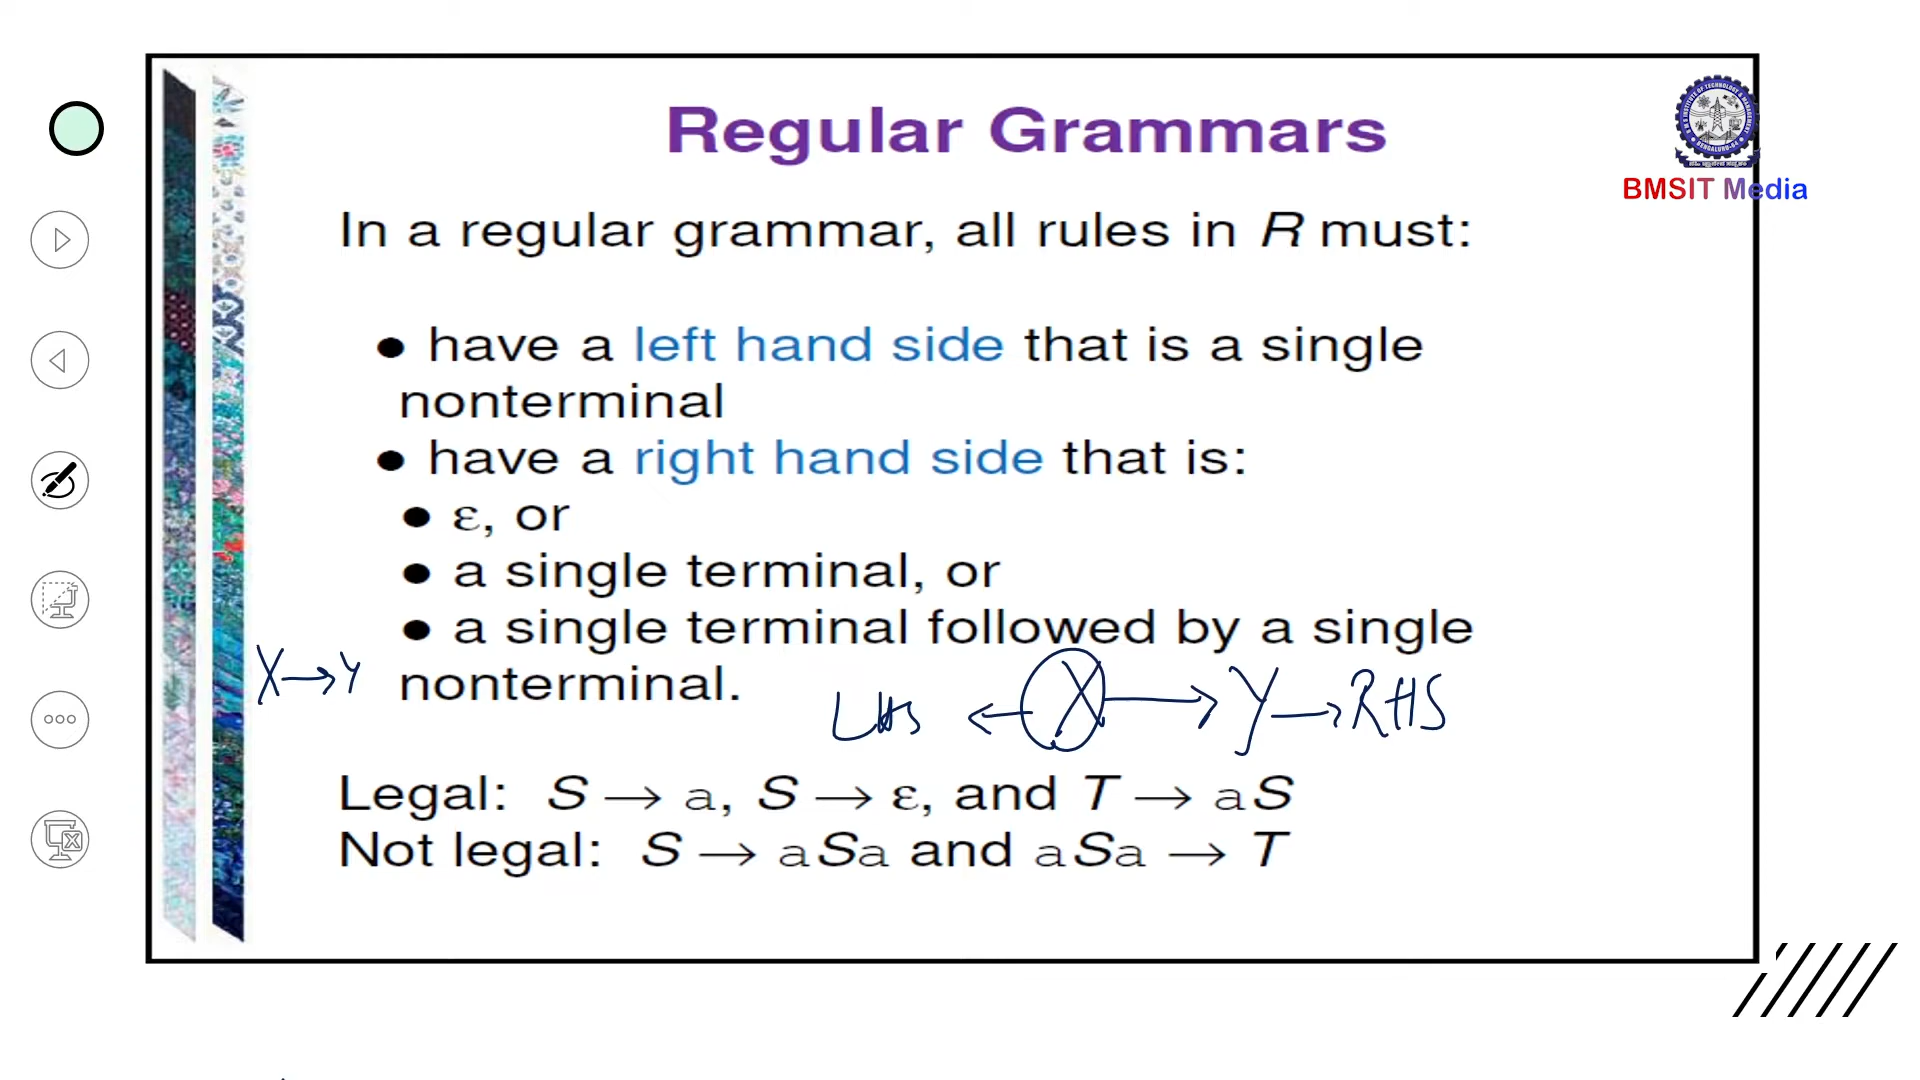 Regular Grammars
BMSIT Media
In a regular grammar, all rules in R must:
● have a left hand side that is a single
nonterminal
● have a right hand side that is:
● ε, or
● a single terminal, or
● a single terminal followed by a single
nonterminal.
X → Y
LHS ← X → Y → RHS
Legal: S → a, S → ε, and T → aS
Not legal: S → aSa and aSa → T